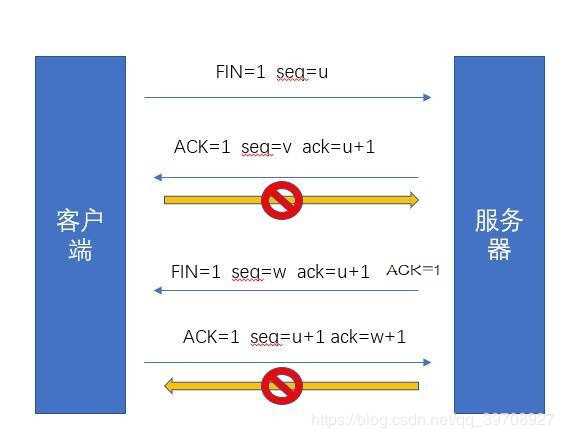 FIN=1 seq=u
ACK=1 seq=v ack=u+1
客户
端
服务
器
FIN=1 seq=w ack=u+1 ACK=1
ACK=1 seq=u+1 ack=w+1
https://blog.csdn.net/qq_39708927